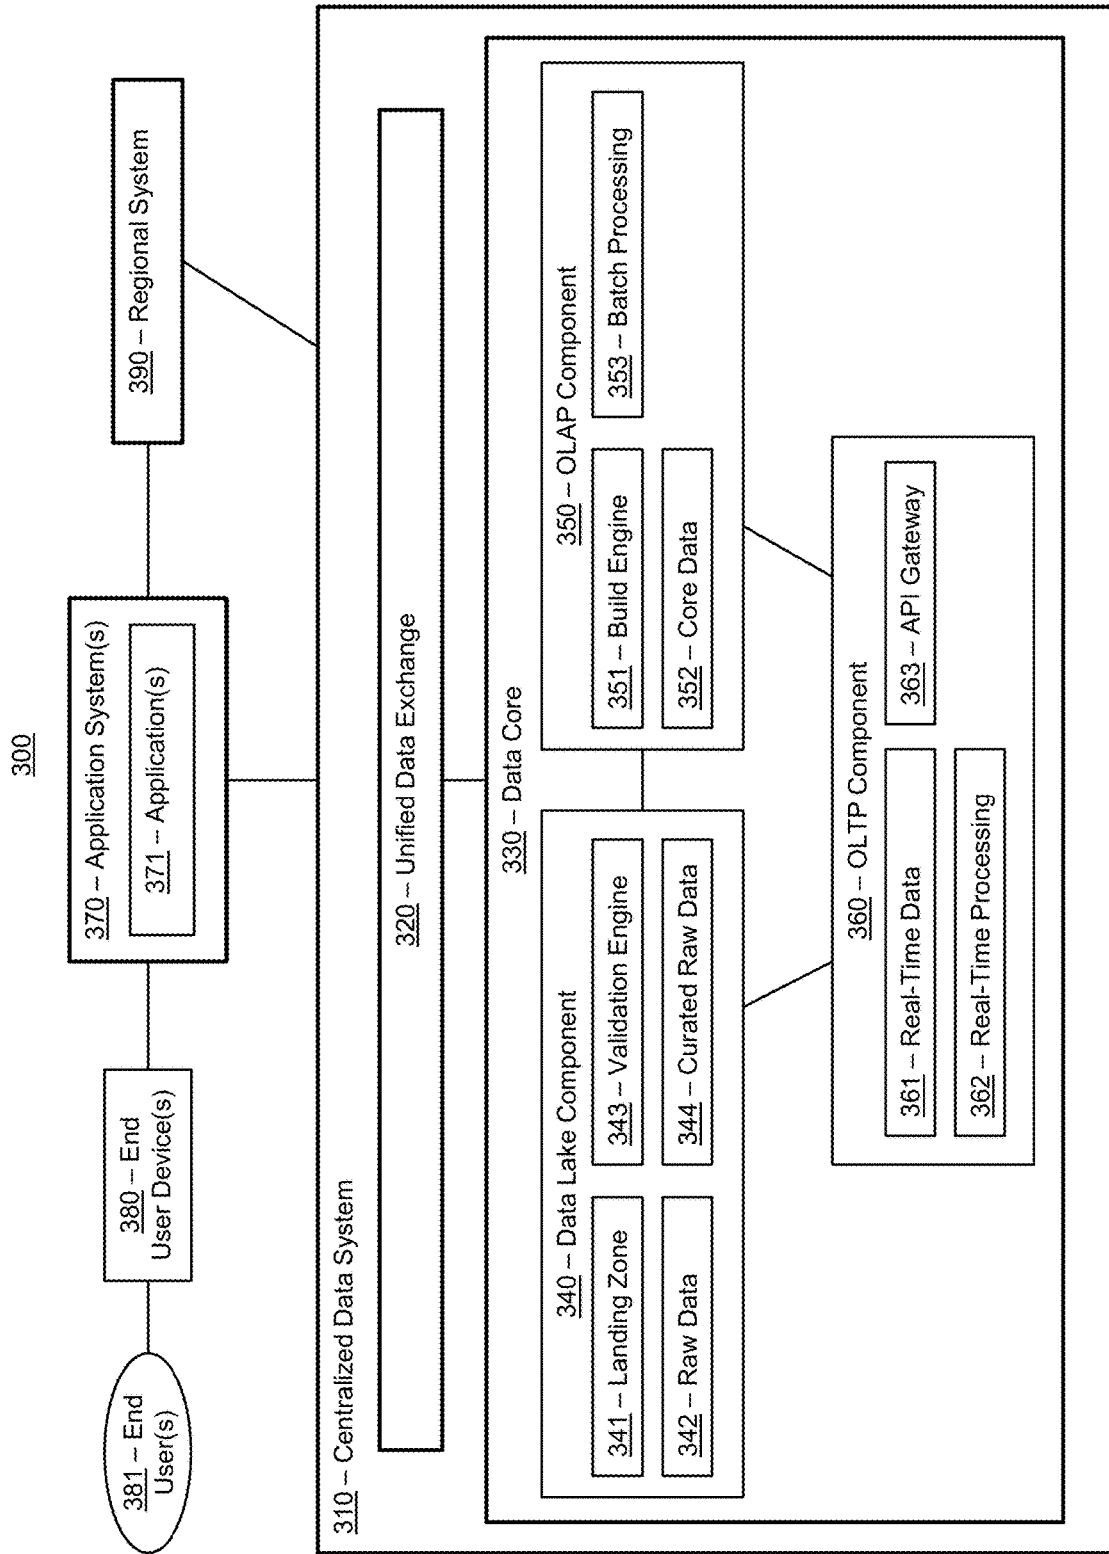 300
381 – End
User(s)
380 – End
User Device(s)
370 – Application System(s)
371 – Application(s)
390 – Regional System
310 – Centralized Data System
320 – Unified Data Exchange
330 – Data Core
340 – Data Lake Component
341 – Landing Zone
343 – Validation Engine
342 – Raw Data
344 – Curated Raw Data
350 – OLAP Component
351 – Build Engine
353 – Batch Processing
352 – Core Data
360 – OLTP Component
361 – Real-Time Data
363 – API Gateway
362 – Real-Time Processing